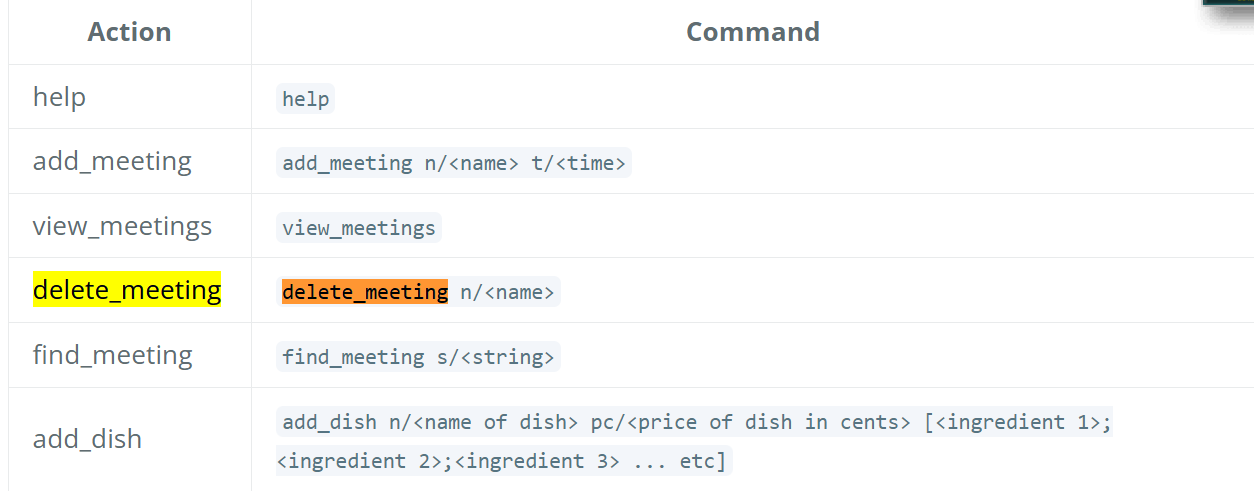 Action Command
help help
add_meeting add_meeting n/<name> t/<time>
view_meetings view_meetings
delete_meeting delete_meeting n/<name>
find_meeting find_meeting s/<string>
add_dish add_dish n/<name of dish> pc/<price of dish in cents> [<ingredient 1>;
<ingredient 2>;<ingredient 3> ... etc]